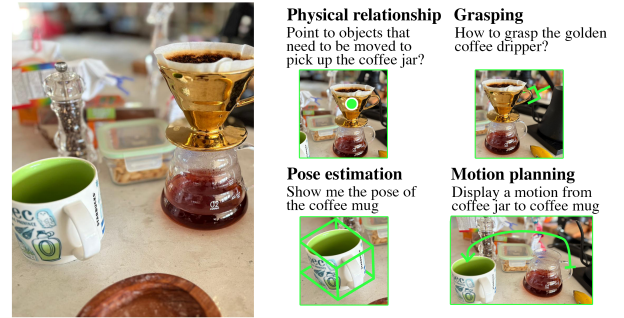 Physical relationship
Point to objects that
need to be moved to
pick up the coffee jar?
Grasping
How to grasp the golden
coffee dripper?
Pose estimation
Show me the pose of
the coffee mug
Motion planning
Display a motion from
coffee jar to coffee mug